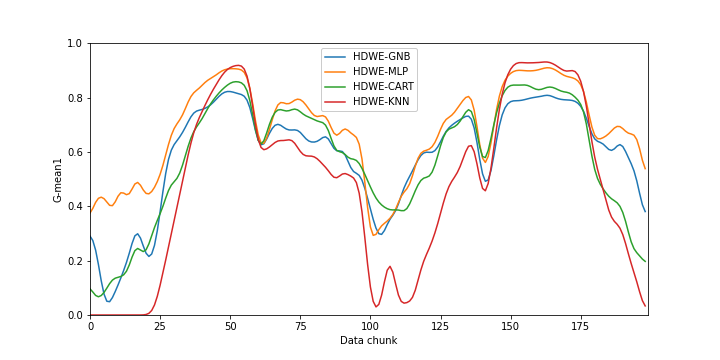 1.0
0.8
0.6
0.4
0.2
0.0
G-mean1
HDWE-GNB
HDWE-MLP
HDWE-CART
HDWE-KNN
0 25 50 75 100 125 150 175
Data chunk